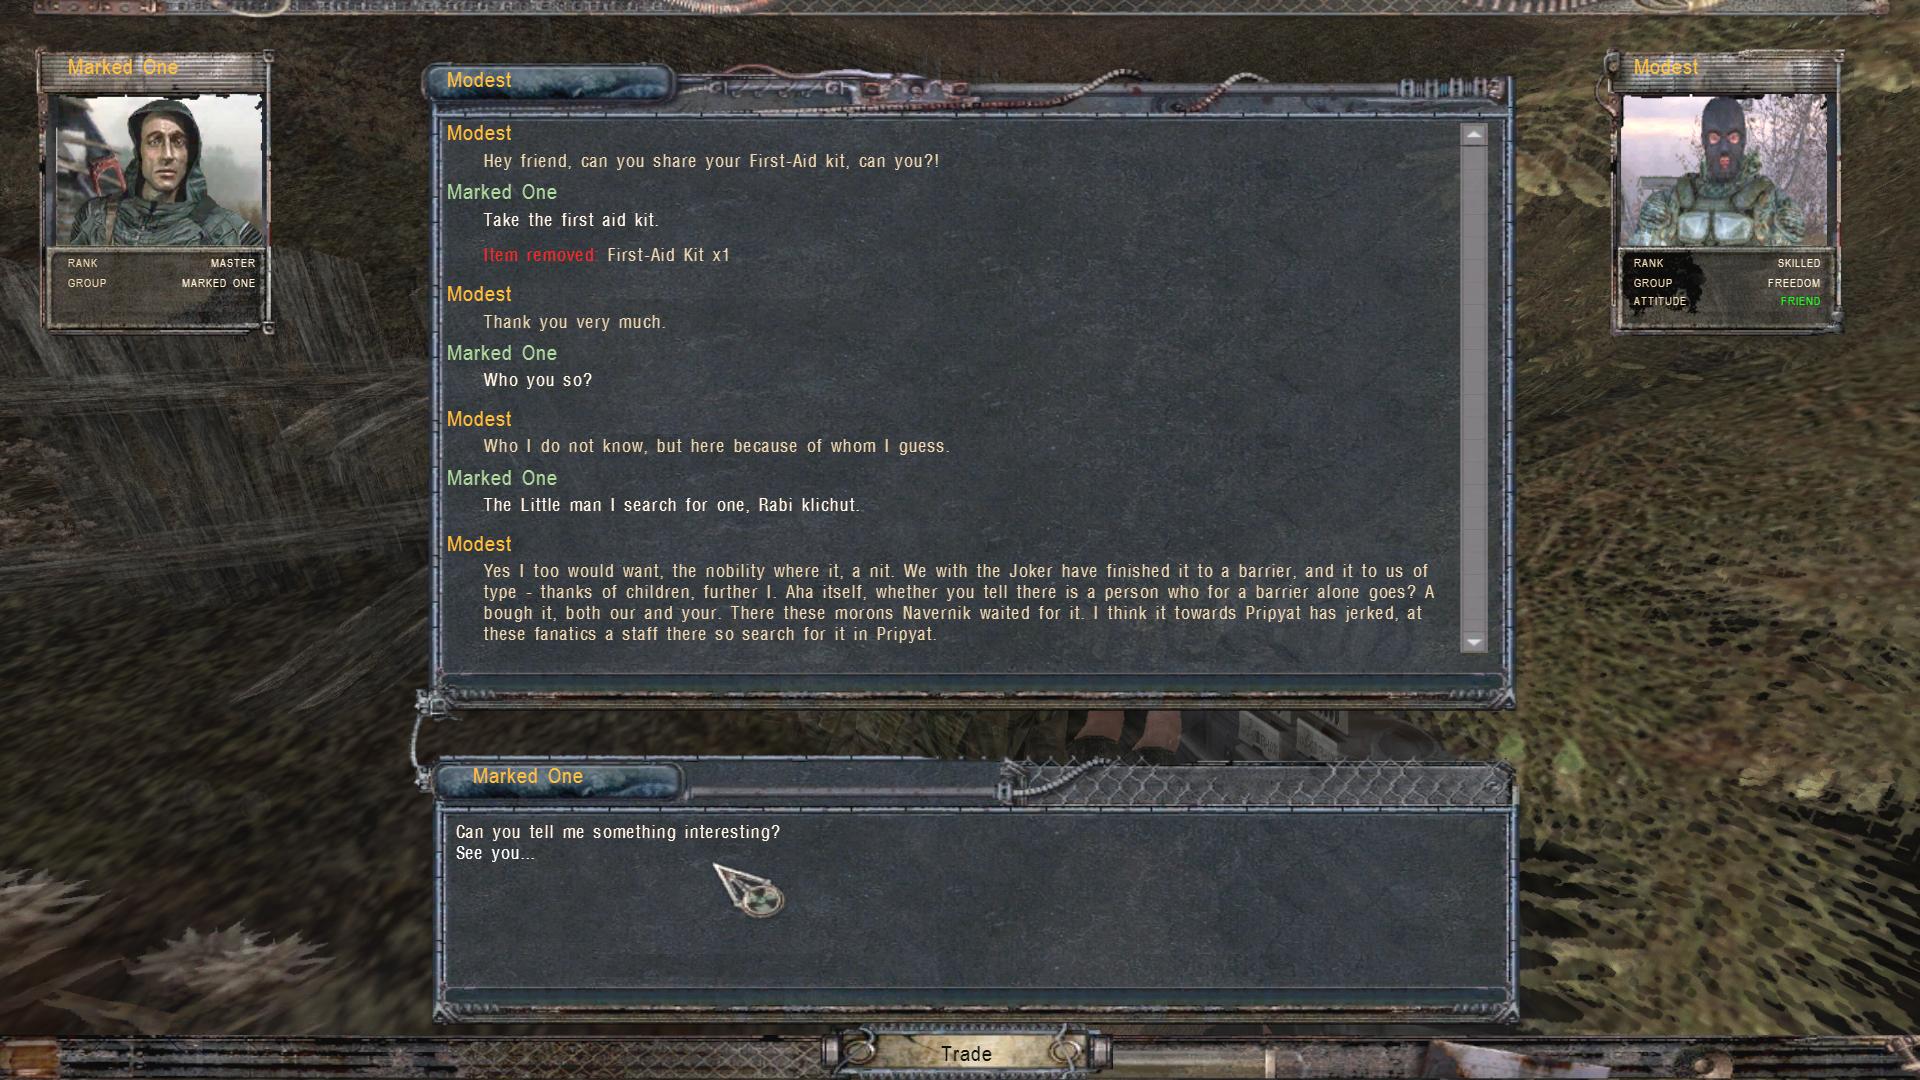 Marked One
Modest
Modest
Modest
Hey friend, can you share your First-Aid kit, can you?!
Marked One
Take the first aid kit.
Item removed: First-Aid Kit x1
Modest
Thank you very much.
Marked One
Who you so?
Modest
Who I do not know, but here because of whom I guess.
Marked One
The Little man I search for one, Rabi klichut.
Modest
Yes I too would want, the nobility where it, a nit. We with the Joker have finished it to a barrier, and it to us of
type - thanks of children, further I. Aha itself, whether you tell there is a person who for a barrier alone goes? A
bough it, both our and your. There these morons Navernik waited for it. I think it towards Pripyat has jerked, at
these fanatics a staff there so search for it in Pripyat.
RANK MASTER
GROUP MARKED ONE
RANK SKILLED
GROUP FREEDOM
ATTITUDE FRIEND
Marked One
Can you tell me something interesting?
See you...
Trade